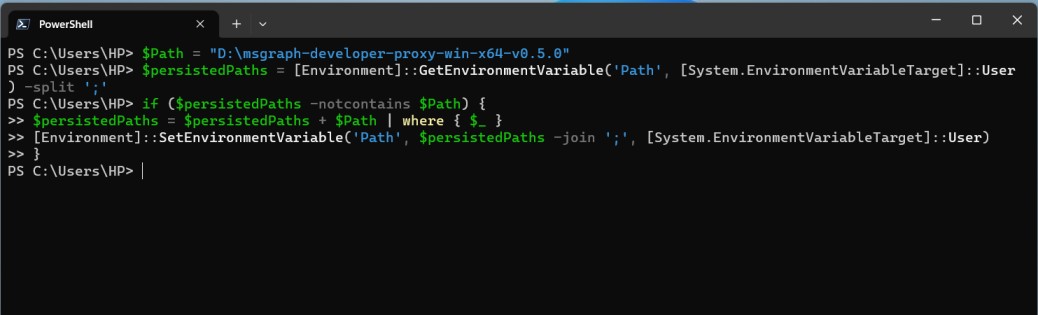 PowerShell
PS C:\Users\HP> $Path = "D:\msgraph-developer-proxy-win-x64-v0.5.0"
PS C:\Users\HP> $persistedPaths = [Environment]::GetEnvironmentVariable('Path', [System.EnvironmentVariableTarget]::User
) -split ';'
PS C:\Users\HP> if ($persistedPaths -notcontains $Path) {
>> $persistedPaths = $persistedPaths + $Path | where { $_ }
>> [Environment]::SetEnvironmentVariable('Path', $persistedPaths -join ';', [System.EnvironmentVariableTarget]::User)
>> }
PS C:\Users\HP>